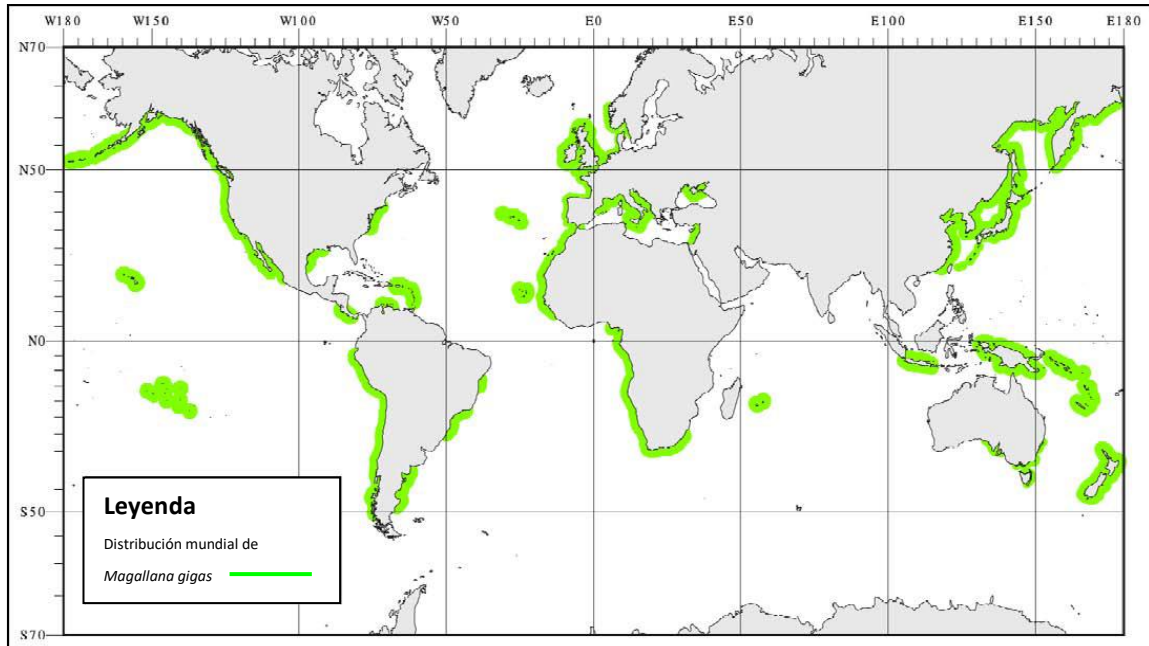 W180 W150 W100 W50 E0 E50 E100 E150 E180
N70
N50
N0
S50
S70
Leyenda
Distribución mundial de
Magallana gigas